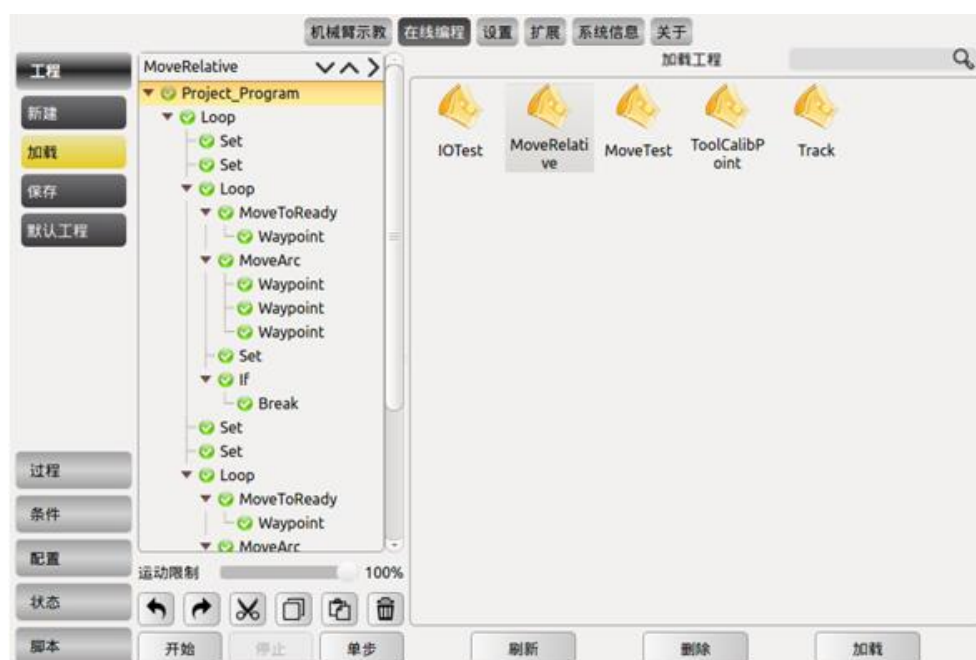 机械臂示教 在线编程 设置 扩展 系统信息 关于
工程
新建
加载
保存
默认工程
过程
条件
配置
状态
脚本
MoveRelative
Project_Program
Loop
Set
Set
Loop
MoveToReady
Waypoint
MoveArc
Waypoint
Waypoint
Waypoint
Set
If
Break
Set
Set
Loop
MoveToReady
Waypoint
MoveArc
运动限制 100%
开始 停止 单步
加载工程
IOTest
MoveRelati
ve
MoveTest
ToolCalibP
oint
Track
刷新 删除 加载